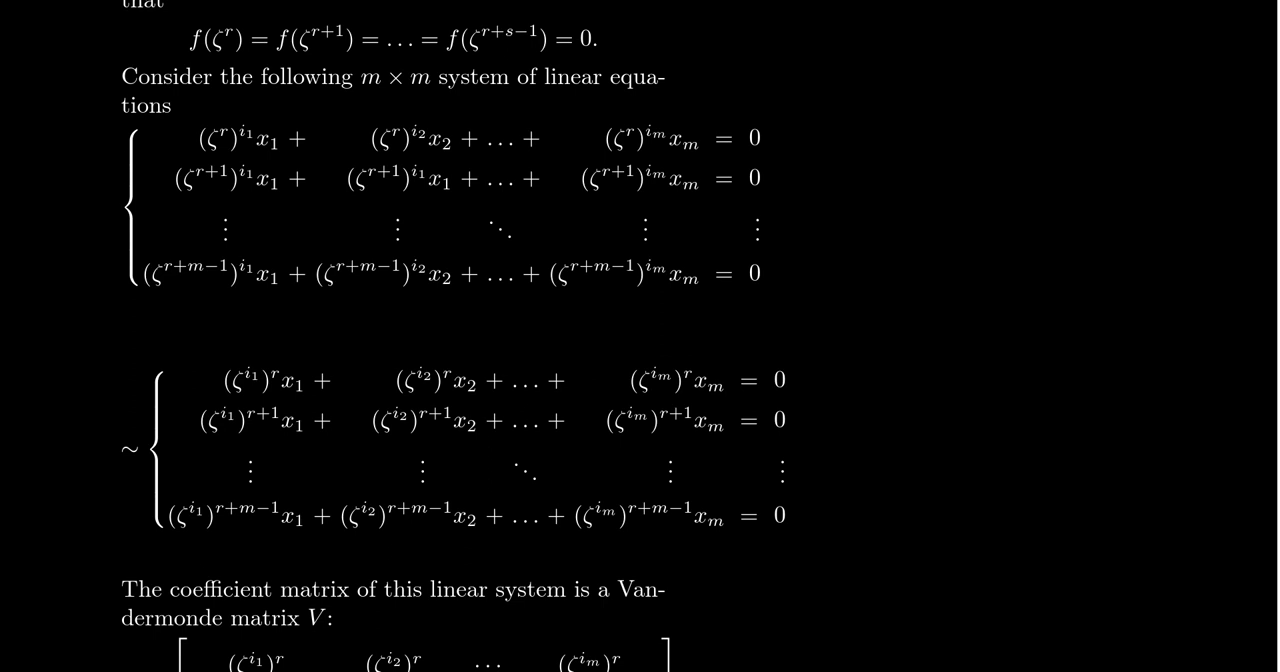 that
f(ζ^r) = f(ζ^{r+1}) = … = f(ζ^{r+s−1}) = 0.
Consider the following m × m system of linear equa-
tions
(ζ^r)^{i_1}x_1 + (ζ^r)^{i_2}x_2 + … + (ζ^r)^{i_m}x_m = 0
(ζ^{r+1})^{i_1}x_1 + (ζ^{r+1})^{i_1}x_1 + … + (ζ^{r+1})^{i_m}x_m = 0
⋮ ⋮ ⋱ ⋮ ⋮
(ζ^{r+m−1})^{i_1}x_1 + (ζ^{r+m−1})^{i_2}x_2 + … + (ζ^{r+m−1})^{i_m}x_m = 0
(ζ^{i_1})^r x_1 + (ζ^{i_2})^r x_2 + … + (ζ^{i_m})^r x_m = 0
(ζ^{i_1})^{r+1}x_1 + (ζ^{i_2})^{r+1}x_2 + … + (ζ^{i_m})^{r+1}x_m = 0
∼ ⋮ ⋮ ⋱ ⋮ ⋮
(ζ^{i_1})^{r+m−1}x_1 + (ζ^{i_2})^{r+m−1}x_2 + … + (ζ^{i_m})^{r+m−1}x_m = 0
The coefficient matrix of this linear system is a Van-
dermonde matrix V:
(ζ^{i_1})^r (ζ^{i_2})^r ⋯ (ζ^{i_m})^r